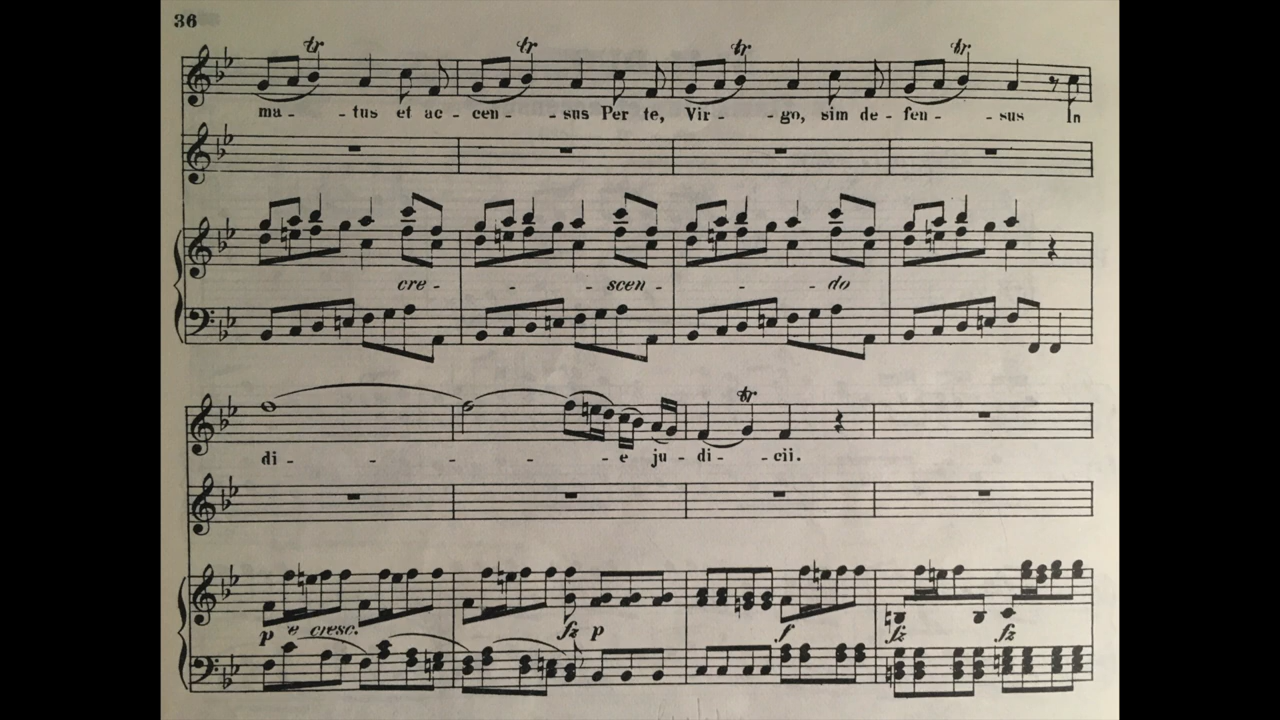 36
tr tr tr tr
ma - - tus et ac - cen - - sus Per te, Vir - - go, sim de - fen - - sus In
cre - - - scen - - - do
di - - - - - e ju - di - - cii.
tr
p e cresc. fz p f fz fz